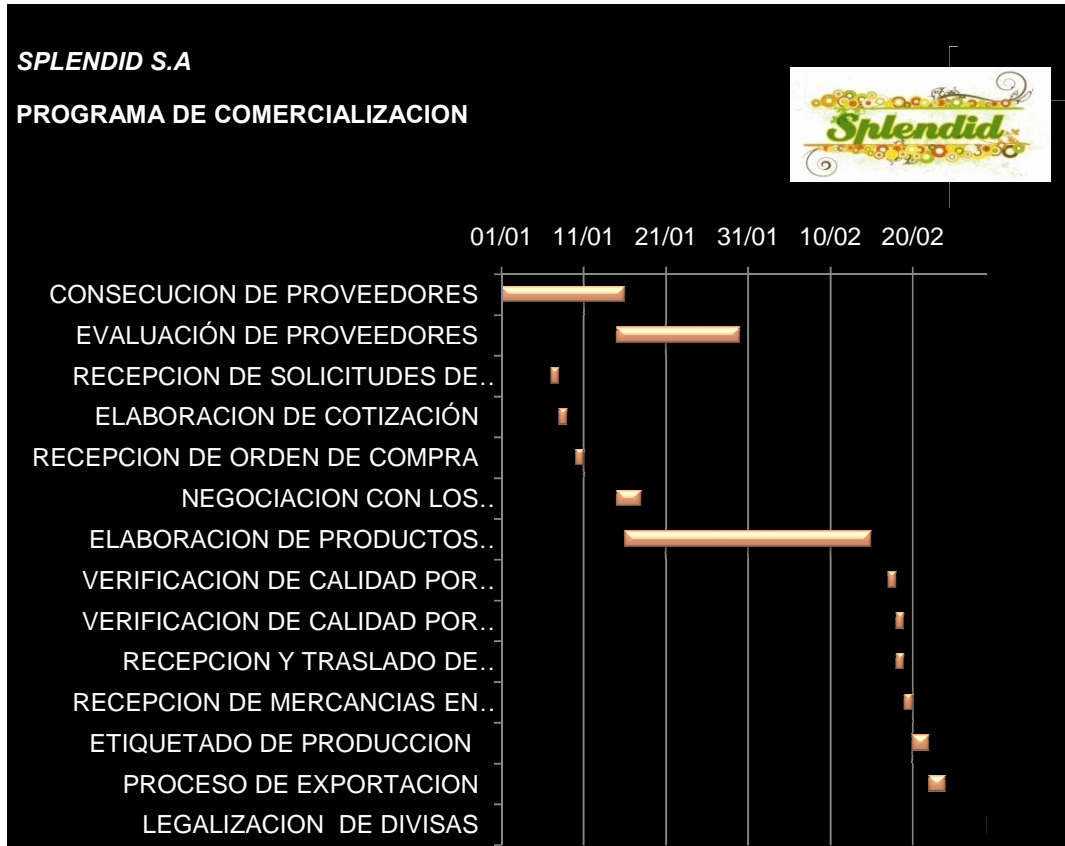 SPLENDID S.A
PROGRAMA DE COMERCIALIZACION
Splendid
01/01 11/01 21/01 31/01 10/02 20/02
CONSECUCION DE PROVEEDORES
EVALUACIÓN DE PROVEEDORES
RECEPCION DE SOLICITUDES DE..
ELABORACION DE COTIZACIÓN
RECEPCION DE ORDEN DE COMPRA
NEGOCIACION CON LOS..
ELABORACION DE PRODUCTOS..
VERIFICACION DE CALIDAD POR..
VERIFICACION DE CALIDAD POR..
RECEPCION Y TRASLADO DE..
RECEPCION DE MERCANCIAS EN..
ETIQUETADO DE PRODUCCION
PROCESO DE EXPORTACION
LEGALIZACION DE DIVISAS